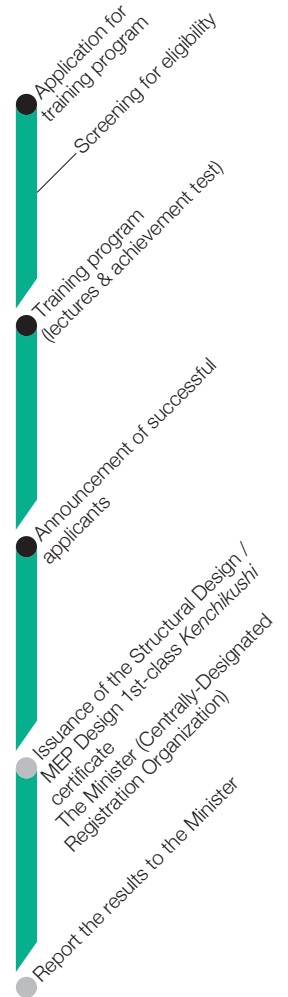 Application for
training program
Screening for eligibility
Training program
(lectures & achievement test)
Announcement of successful
applicants
Issuance of the Structural Design /
MEP Design 1st-class Kenchikushi
certificate
The Minister (Centrally-Designated
Registration Organization)
Report the results to the Minister